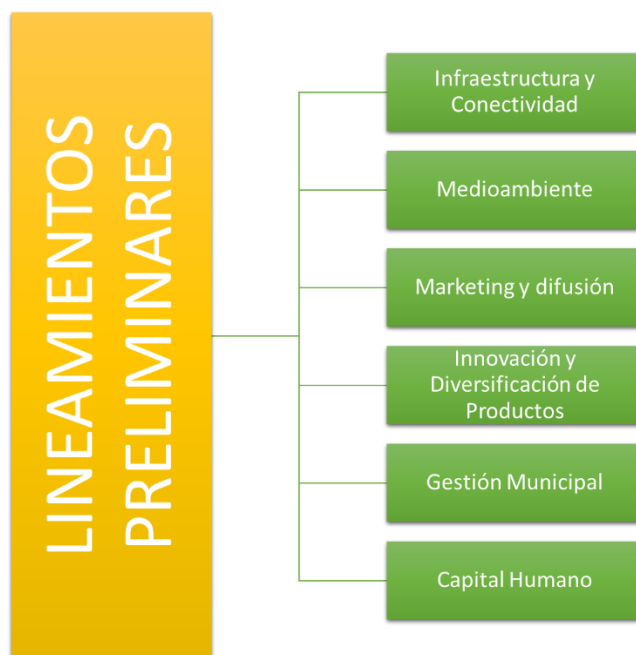 LINEAMIENTOS
PRELIMINARES
Infraestructura y
Conectividad
Medioambiente
Marketing y difusión
Innovación y
Diversificación de
Productos
Gestión Municipal
Capital Humano